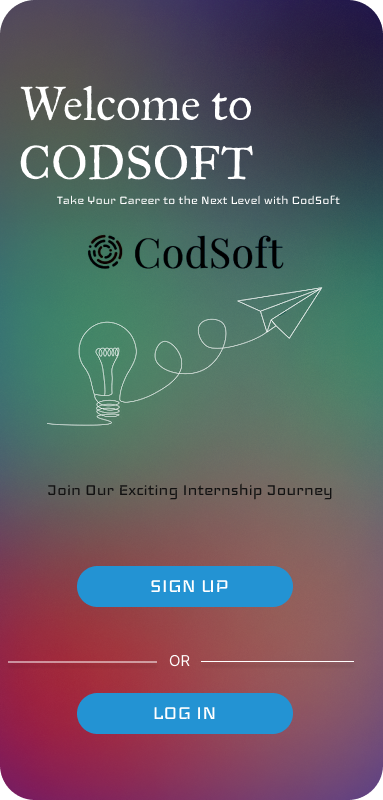 Welcome to
CODSOFT
Take Your Career to the Next Level with CodSoft
CodSoft
Join Our Exciting Internship Journey
SIGN UP
OR
LOG IN